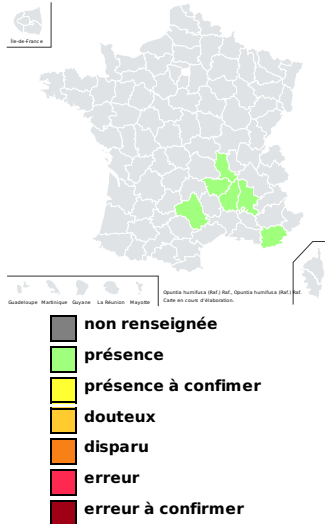 Île-de-France
Guadeloupe Martinique Guyane La Réunion Mayotte
Opuntia humifusa (Raf.) Raf., Opuntia humifusa (Raf.) Raf.
Carte en cours d'élaboration.
non renseignée
présence
présence à confimer
douteux
disparu
erreur
erreur à confirmer